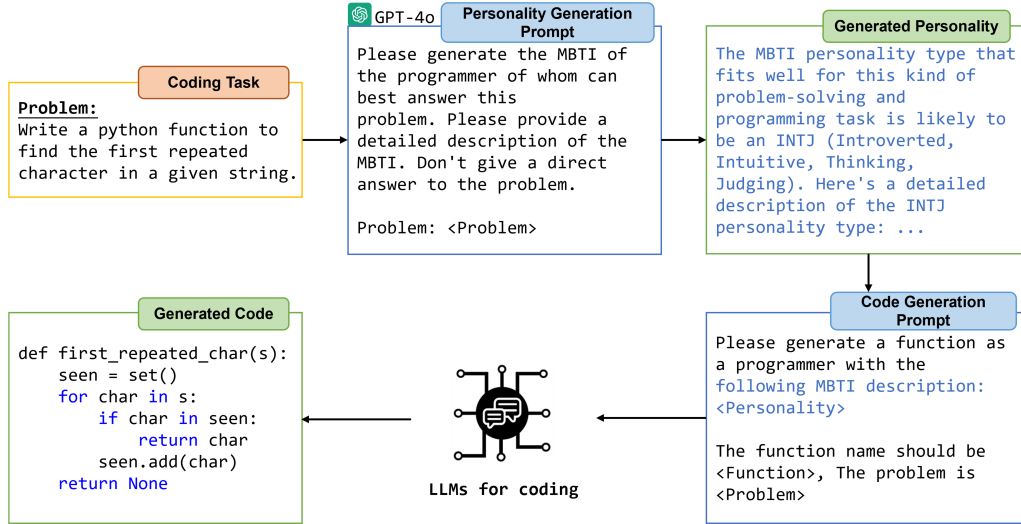 Coding Task
Problem:
Write a python function to
find the first repeated
character in a given string.
GPT-4o
Personality Generation
Prompt
Please generate the MBTI of
the programmer of whom can
best answer this
problem. Please provide a
detailed description of the
MBTI. Don't give a direct
answer to the problem.
Problem: <Problem>
Generated Personality
The MBTI personality type that
fits well for this kind of
problem-solving and
programming task is likely to
be an INTJ (Introverted,
Intuitive, Thinking,
Judging). Here's a detailed
description of the INTJ
personality type: ...
Code Generation
Prompt
Please generate a function as
a programmer with the
following MBTI description:
<Personality>
The function name should be
<Function>, The problem is
<Problem>
LLMs for coding
Generated Code
def first_repeated_char(s):
    seen = set()
    for char in s:
        if char in seen:
            return char
        seen.add(char)
    return None